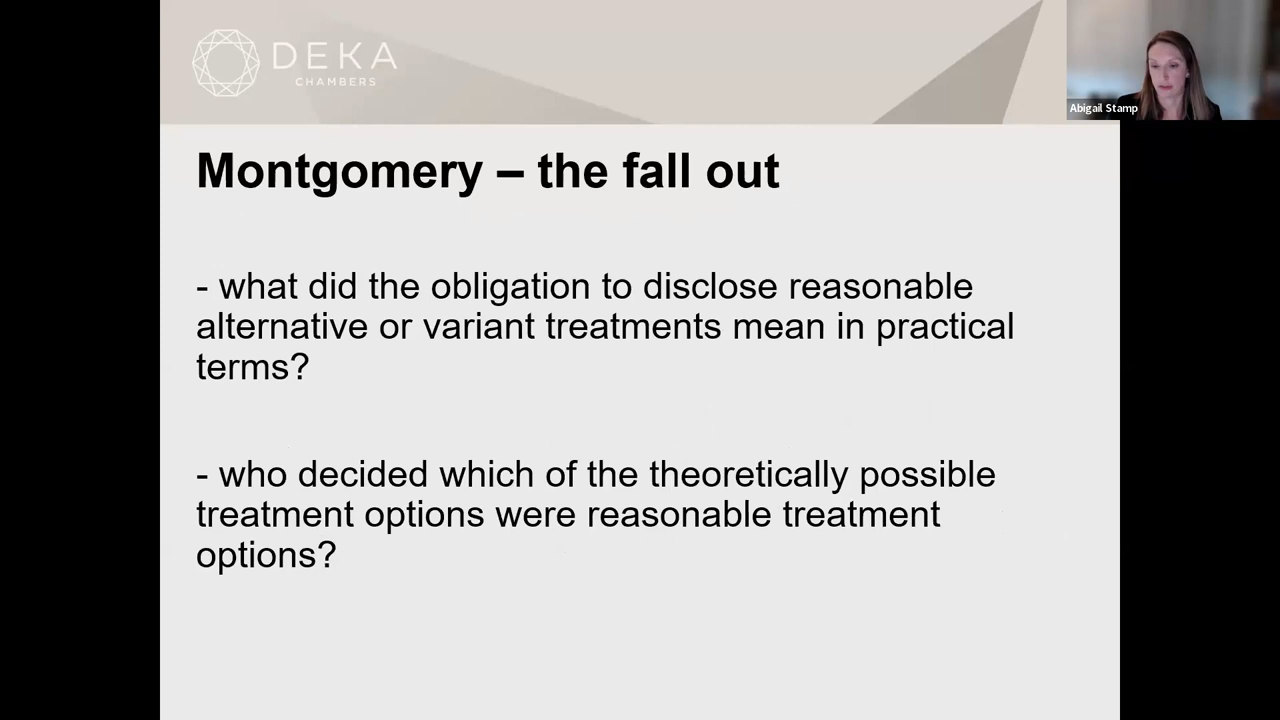 DEKA
CHAMBERS
Abigail Stamp
Montgomery – the fall out
- what did the obligation to disclose reasonable
alternative or variant treatments mean in practical
terms?
- who decided which of the theoretically possible
treatment options were reasonable treatment
options?